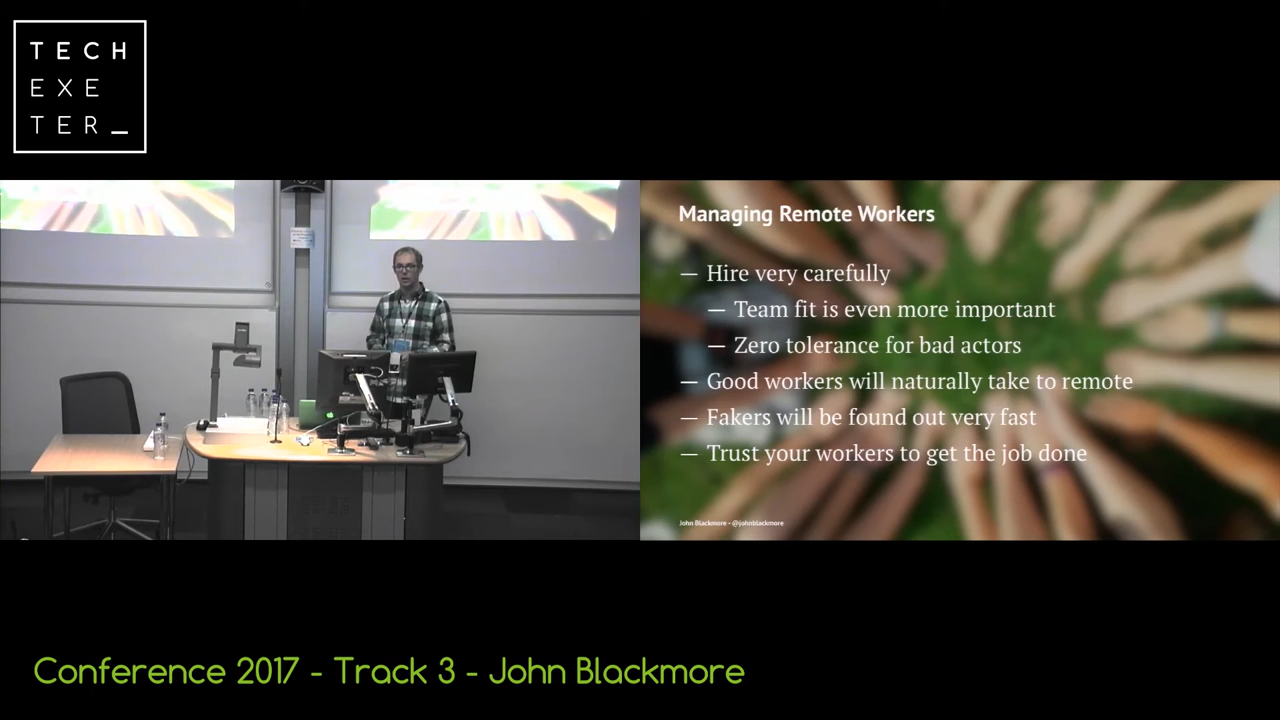 TECH
EXE
TER_
Managing Remote Workers
— Hire very carefully
— Team fit is even more important
— Zero tolerance for bad actors
— Good workers will naturally take to remote
— Fakers will be found out very fast
— Trust your workers to get the job done
John Blackmore - @johnblackmore
Conference 2017 - Track 3 - John Blackmore